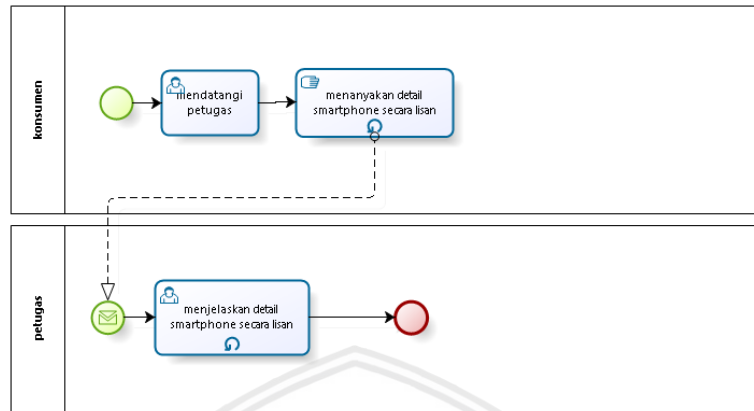 konsumen
mendatangi
petugas
menanyakan detail
smartphone secara lisan
petugas
menjelaskan detail
smartphone secara lisan